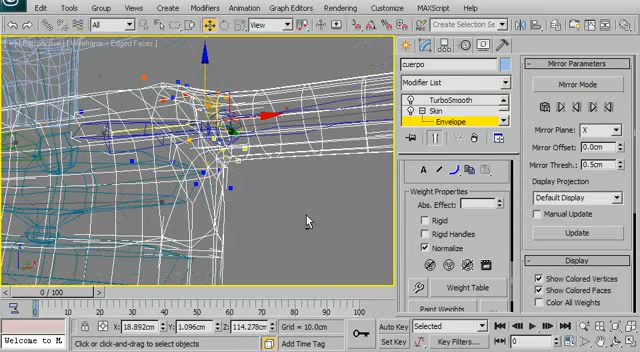 Edit Tools Group Views Create Modifiers Animation Graph Editors Rendering Customize MAXScript Help
All View Create Selection Se
Perspective ] [ Wireframe + Edged Faces ]
cuerpo
Modifier List
TurboSmooth
Skin
Envelope
Weight Properties
Abs. Effect:
Rigid
Rigid Handles
Normalize
Weight Table
Paint Weights
Mirror Parameters
Mirror Mode
Mirror Plane: X
Mirror Offset: 0.0cm
Mirror Thresh.: 0.5cm
Display Projection
Default Display
Manual Update
Update
Display
Show Colored Vertices
Show Colored Faces
Color All Weights
0 / 100
0 10 20 30 40 50 60 70 80 90 100
X: 18.892cm Y: 1.096cm Z: 114.278cm Grid = 10.0cm
Auto Key Selected
Welcome to M
Click or click-and-drag to select objects
Add Time Tag
Set Key Key Filters... 0